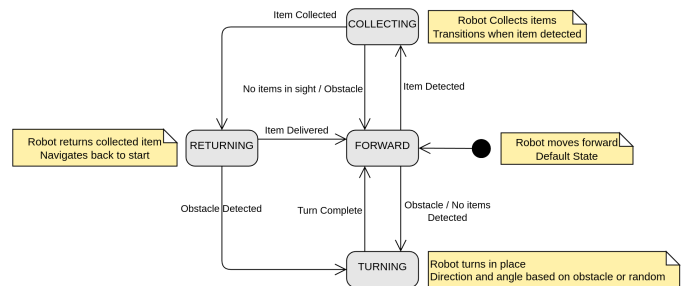 Item Collected
COLLECTING
Robot Collects items
Transitions when item detected
No items in sight / Obstacle
Item Detected
Robot returns collected item
Navigates back to start
RETURNING
Item Delivered
FORWARD
Robot moves forward
Default State
Obstacle Detected
Turn Complete
Obstacle / No items
Detected
TURNING
Robot turns in place
Direction and angle based on obstacle or random